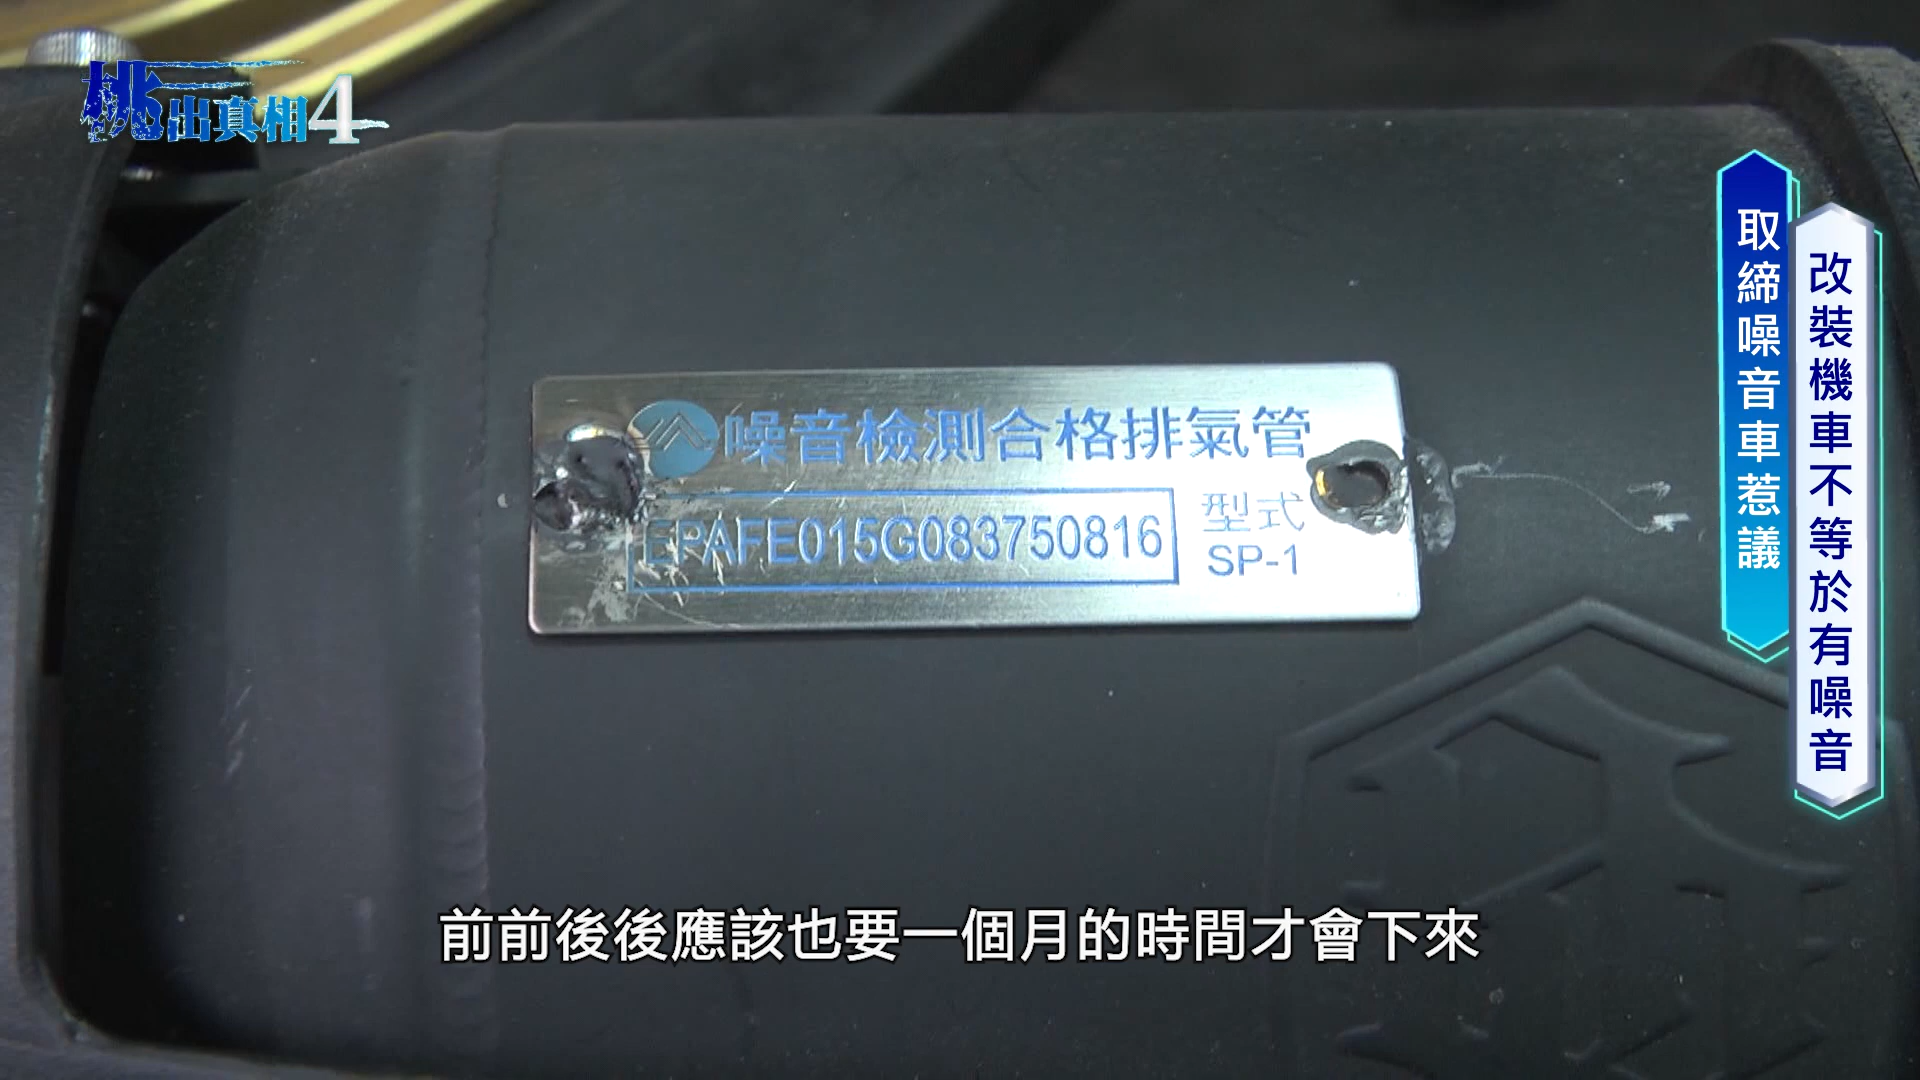 桃出真相4
取締噪音車惹議
改裝機車不等於有噪音
噪音檢測合格排氣管
EPAFE015G083750816
型式
SP-1
前前後後應該也要一個月的時間才會下來